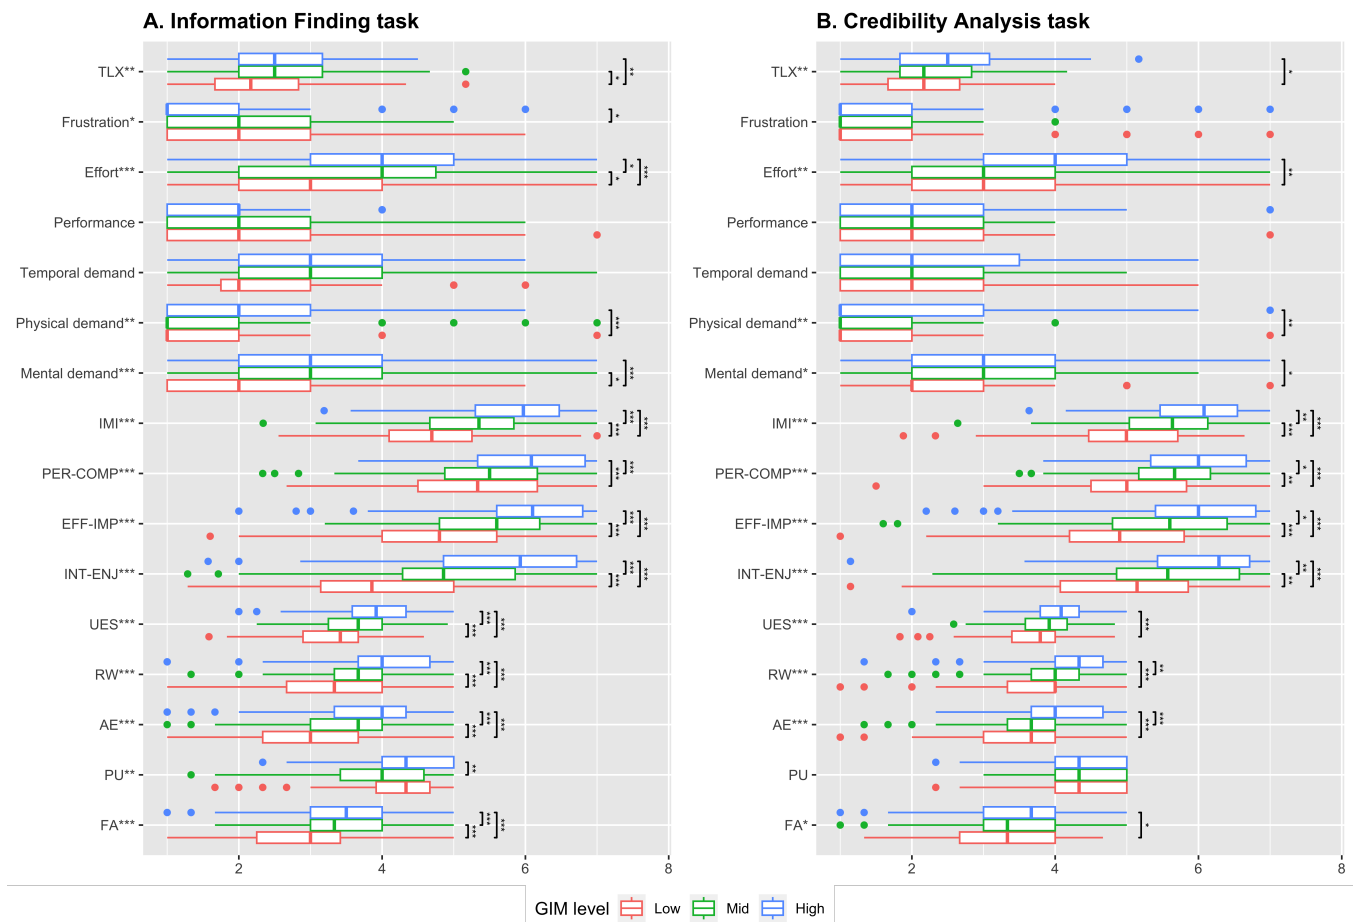 A. Information Finding task
B. Credibility Analysis task
TLX**
Frustration*
Effort***
Performance
Temporal demand
Physical demand**
Mental demand***
IMI***
PER-COMP***
EFF-IMP***
INT-ENJ***
UES***
RW***
AE***
PU**
FA***
2 4 6 8
* **
*
* * ***
***
* ***
*** *** ***
*** ***
*** *** ***
*** *** ***
*** *** ***
*** *** ***
*** *** ***
**
*** *** ***
TLX**
Frustration
Effort**
Performance
Temporal demand
Physical demand**
Mental demand*
IMI***
PER-COMP***
EFF-IMP***
INT-ENJ***
UES***
RW***
AE***
PU
FA*
2 4 6 8
*
**
**
*
*** ** ***
** * ***
*** * ***
** ** ***
***
*** **
*** ***
*
GIM level Low Mid High